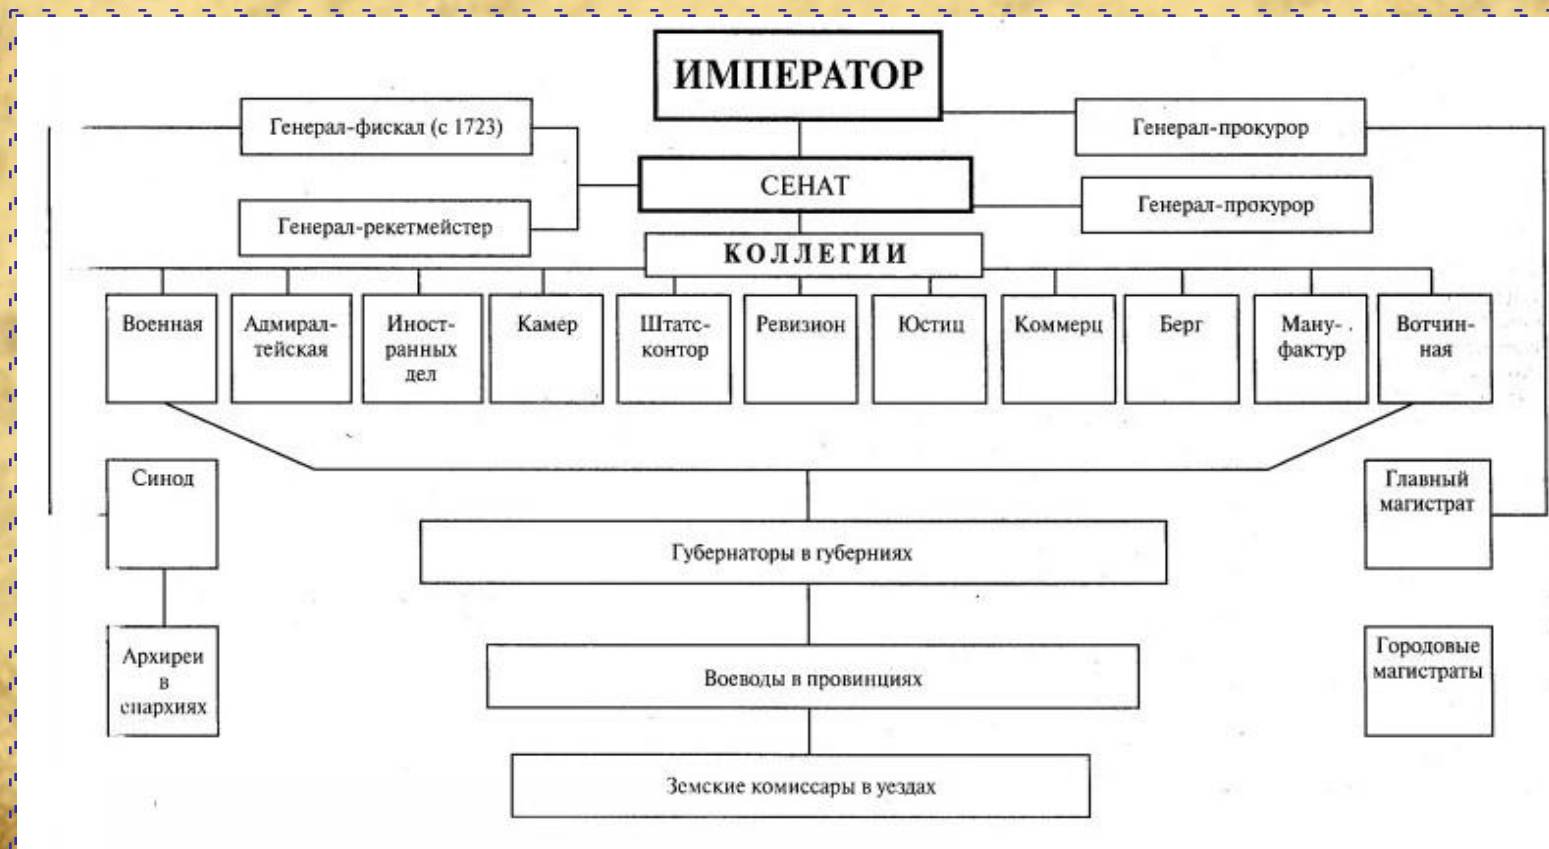 ИМПЕРАТОР
Генерал-фискал (с 1723)
Генерал-прокурор
СЕНАТ
Генерал-рекетмейстер
Генерал-прокурор
КОЛЛЕГИИ
Военная
Адмирал-
тейская
Иност-
ранных
дел
Камер
Штатс-
контор
Ревизион
Юстиц
Коммерц
Берг
Ману-
фактур
Вотчин-
ная
Синод
Главный
магистрат
Губернаторы в губерниях
Архиреи
в
епархиях
Воеводы в провинциях
Городовые
магистраты
Земские комиссары в уездах